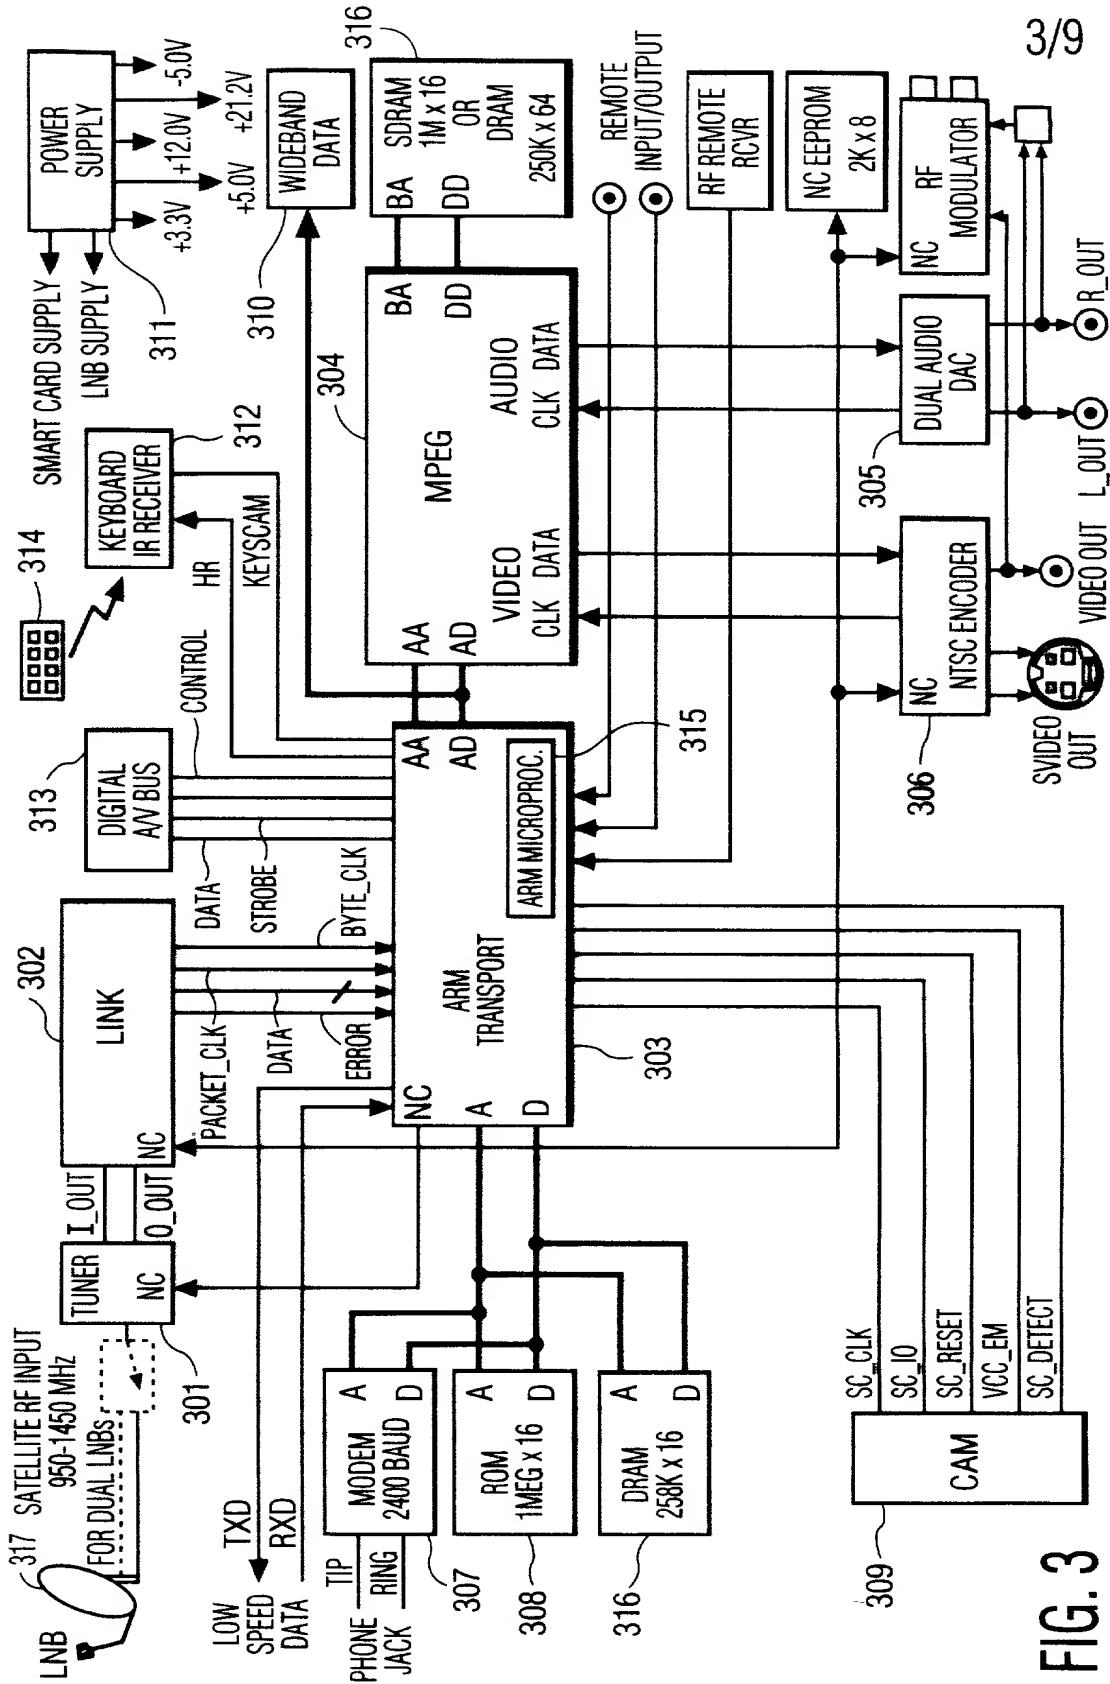 3/9
317
SATELLITE RF INPUT
950-1450 MHz
LNB
FOR DUAL LNBs
301
TUNER
NC
I_OUT
O_OUT
302
LINK
NC
PACKET_CLK
DATA
ERROR
BYTE_CLK
313
DIGITAL
A/V BUS
DATA
STROBE
CONTROL
314
KEYBOARD
IR RECEIVER
312
HR
KEYSCAM
SMART CARD SUPPLY
LNB SUPPLY
POWER
SUPPLY
311
+3.3V
+5.0V
+12.0V
+21.2V
-5.0V
310
WIDEBAND
DATA
316
SDRAM
1M x 16
OR
DRAM
250K x 64
BA
DD
304
BA
DD
MPEG
AA
AD
VIDEO
CLK DATA
AUDIO
CLK DATA
REMOTE
INPUT/OUTPUT
RF REMOTE
RCVR
NC EEPROM
2K x 8
NC
RF
MODULATOR
305
DUAL AUDIO
DAC
306
NC
NTSC ENCODER
SVIDEO
OUT
VIDEO OUT
L_OUT
R_OUT
LOW
SPEED
DATA
TXD
RXD
NC
A
D
ARM
TRANSPORT
AA
AD
ARM MICROPROC.
315
303
PHONE
JACK
TIP
RING
MODEM
2400 BAUD
A
D
307
ROM
1MEG x 16
A
D
308
DRAM
258K x 16
A
D
316
309
CAM
SC_CLK
SC_IO
SC_RESET
VCC_EM
SC_DETECT
FIG. 3